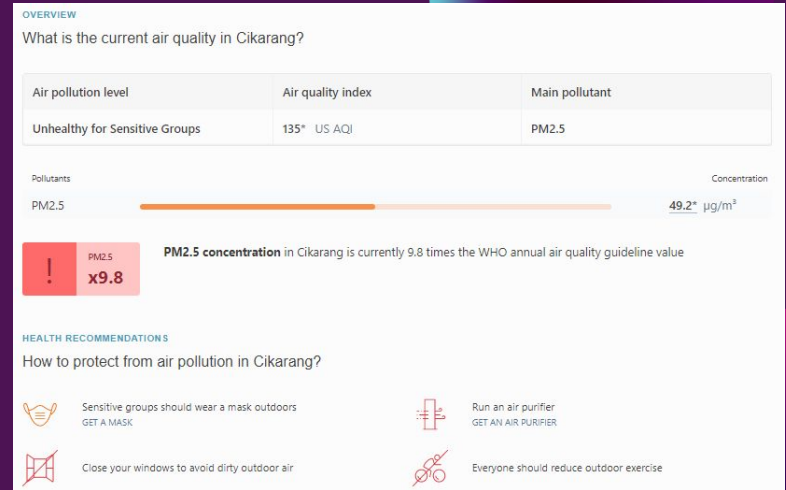 OVERVIEW
What is the current air quality in Cikarang?
Air pollution level Air quality index Main pollutant
Unhealthy for Sensitive Groups 135* US AQI PM2.5
Pollutants Concentration
PM2.5 49.2* µg/m³
! PM2.5 x9.8
PM2.5 concentration in Cikarang is currently 9.8 times the WHO annual air quality guideline value
HEALTH RECOMMENDATIONS
How to protect from air pollution in Cikarang?
Sensitive groups should wear a mask outdoors
GET A MASK
Run an air purifier
GET AN AIR PURIFIER
Close your windows to avoid dirty outdoor air
Everyone should reduce outdoor exercise